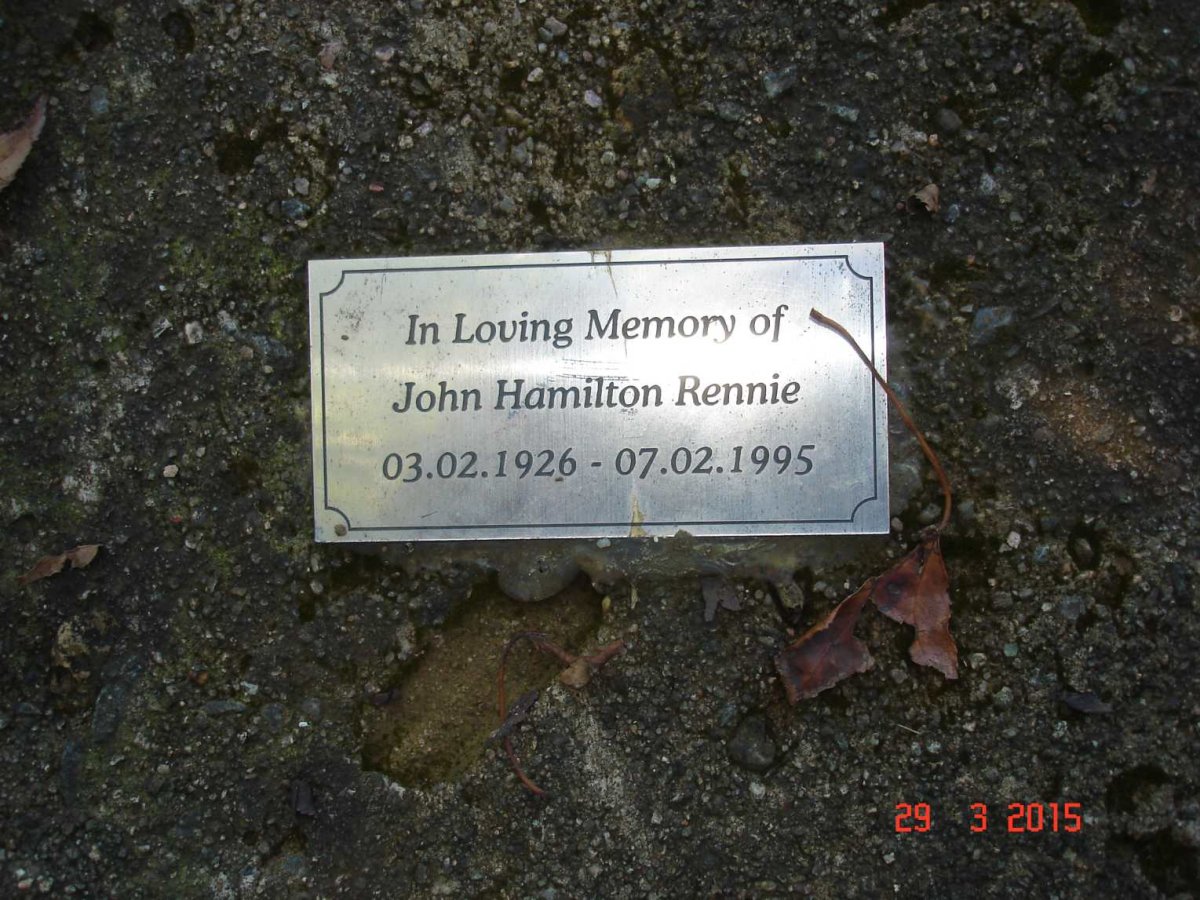 In Loving Memory of
John Hamilton Rennie
03.02.1926 - 07.02.1995
29 3 2015